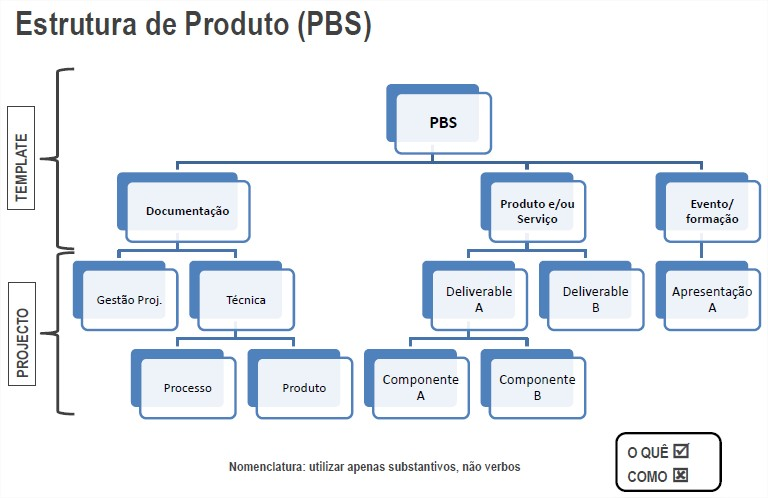 Estrutura de Produto (PBS)
TEMPLATE
PBS
Documentação
Produto e/ou
Serviço
Evento/
formação
PROJECTO
Gestão Proj.
Técnica
Deliverable
A
Deliverable
B
Apresentação
A
Processo
Produto
Componente
A
Componente
B
Nomenclatura: utilizar apenas substantivos, não verbos
O QUÊ ☑
COMO ☒